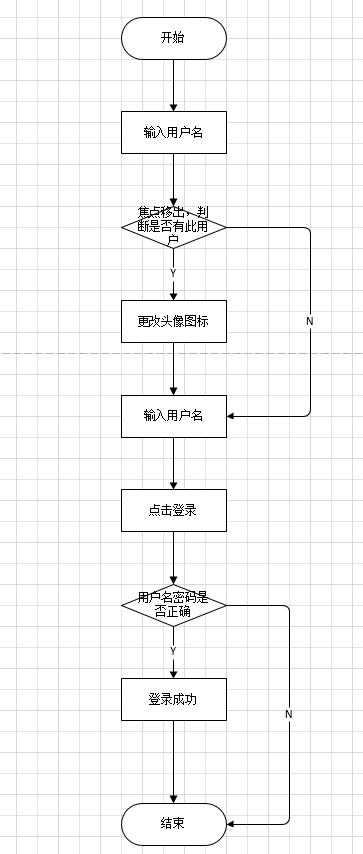 开始
输入用户名
焦点移出，判
断是否有此用
户
Y
更改头像图标
N
输入用户名
点击登录
用户名密码是
否正确
Y
登录成功
N
结束